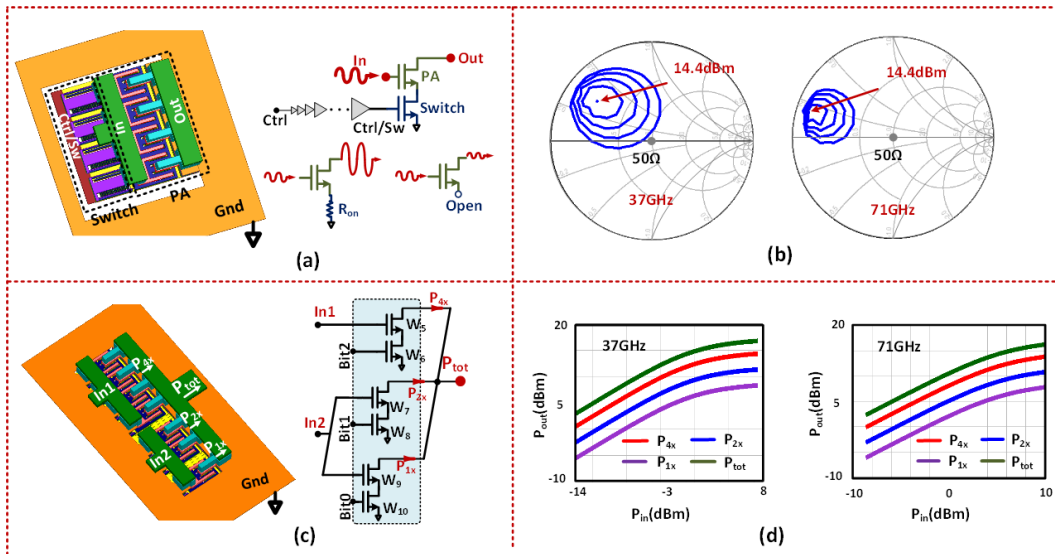 Ctrl/Sw
In
Out
Switch
PA
Gnd
In
Out
PA
Switch
Ctrl
Ctrl/Sw
Ron
Open
(a)
14.4dBm
50Ω
37GHz
14.4dBm
50Ω
71GHz
(b)
In1
In2
P4x
Ptot
P2x
P1x
Gnd
In1
Bit2
In2
Bit1
Bit0
W5
W6
W7
W8
W9
W10
P4x
P2x
P1x
Ptot
(c)
20
5
-10
Pout(dBm)
37GHz
P4x P2x
P1x Ptot
-14 -3 8
Pin(dBm)
20
5
-10
Pout(dBm)
71GHz
P4x P2x
P1x Ptot
-10 0 10
Pin(dBm)
(d)